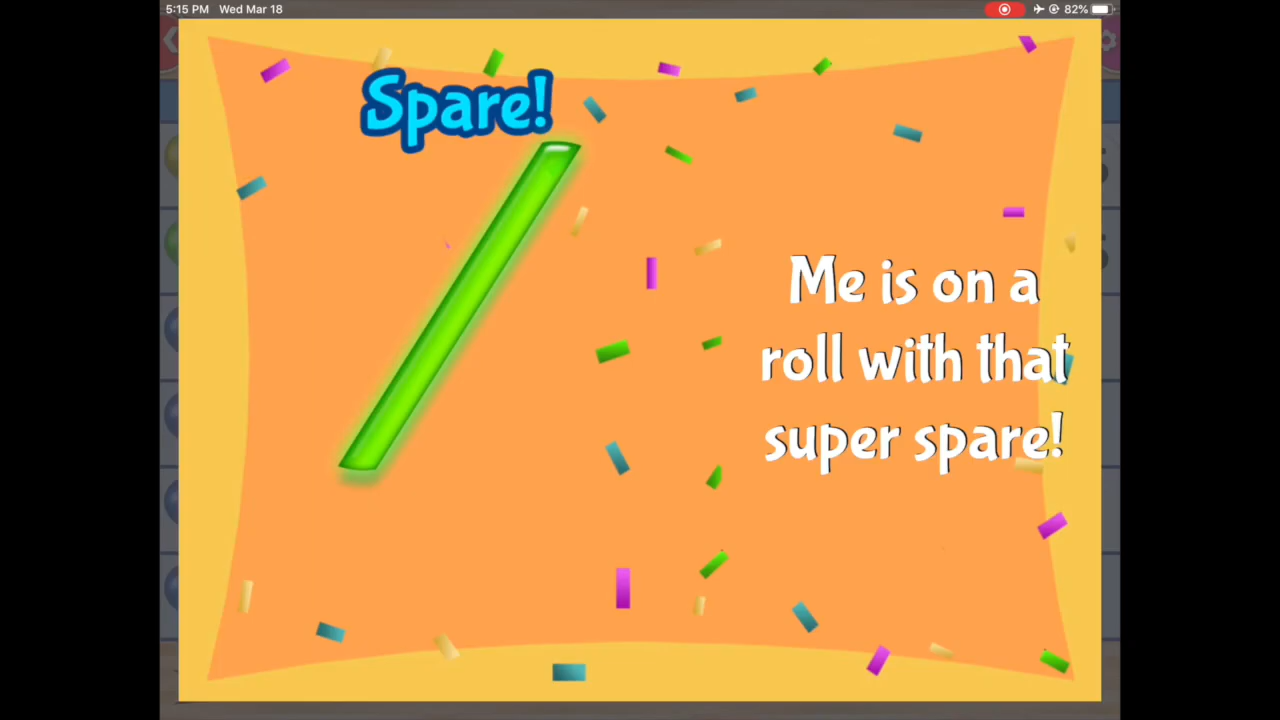 5:15 PM Wed Mar 18
82%
Spare!
Me is on a
roll with that
super spare!